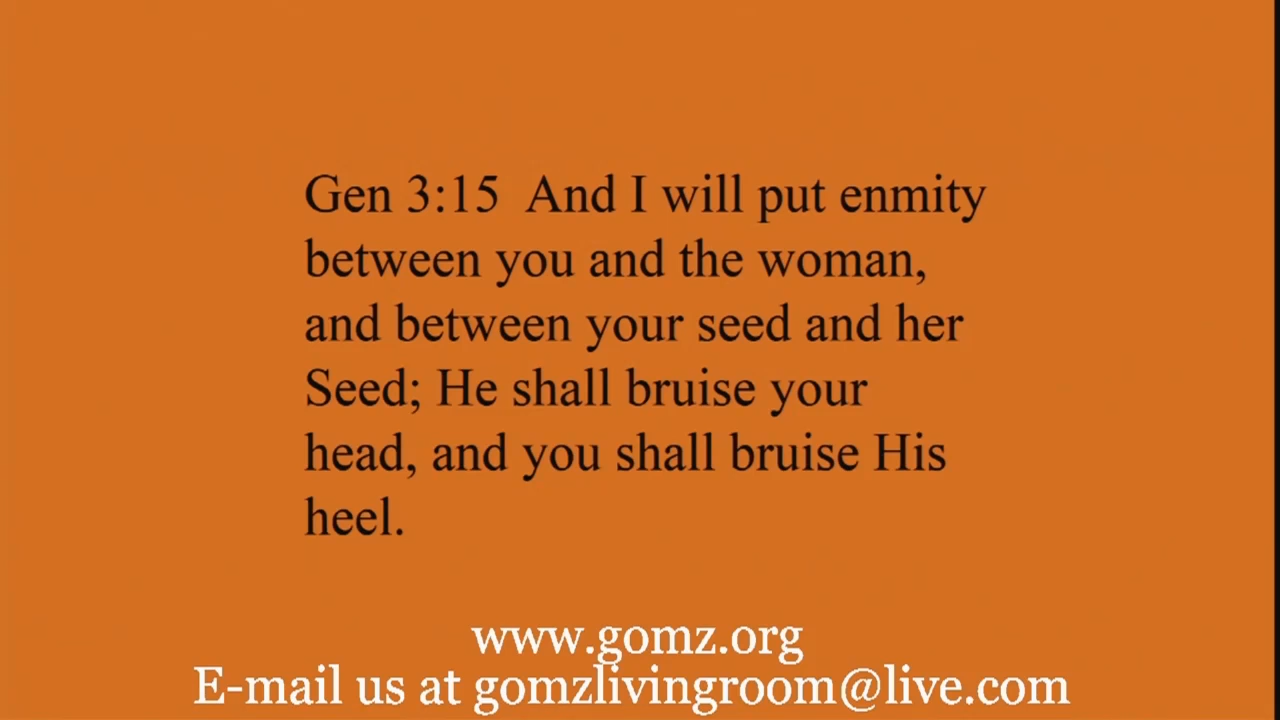 Gen 3:15  And I will put enmity
between you and the woman,
and between your seed and her
Seed; He shall bruise your
head, and you shall bruise His
heel.
www.gomz.org
E-mail us at gomzlivingroom@live.com